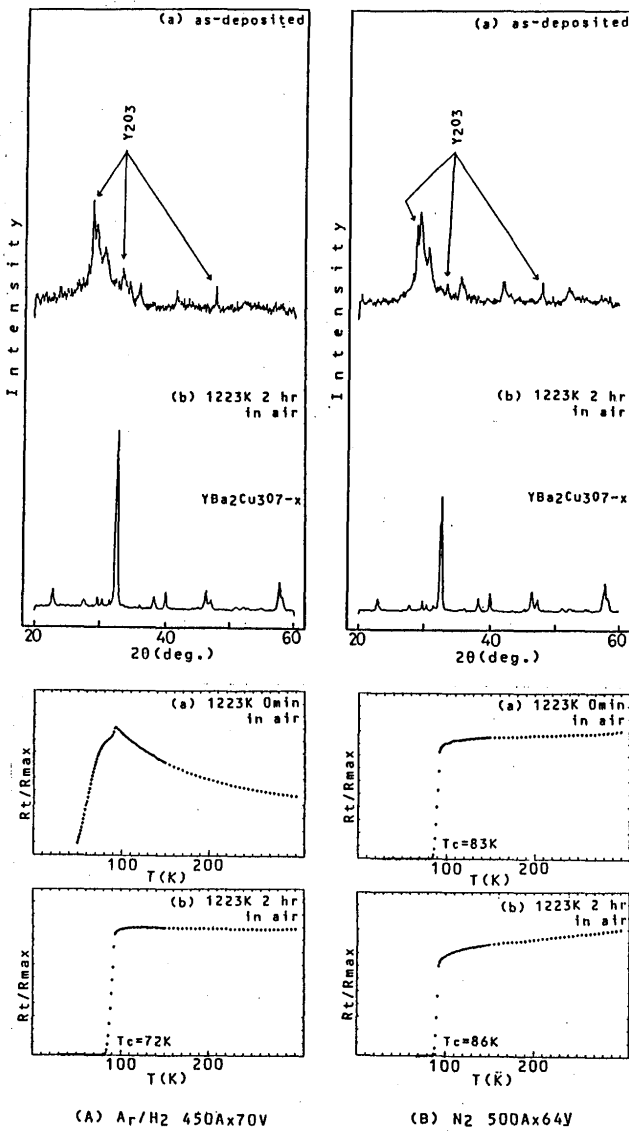 (a) as-deposited
Y2O3
Intensity
(b) 1223K 2 hr
in air
YBa2Cu3O7-x
20 40 60
2θ(deg.)
(a) as-deposited
Y2O3
Intensity
(b) 1223K 2 hr
in air
YBa2Cu3O7-x
20 40 60
2θ(deg.)
(a) 1223K 0min
in air
Rt/Rmax
100 200
T(K)
(a) 1223K 0min
in air
Rt/Rmax
Tc=83K
100 200
T(K)
(b) 1223K 2 hr
in air
Rt/Rmax
Tc=72K
100 200
T(K)
(b) 1223K 2 hr
in air
Rt/Rmax
Tc=86K
100 200
T(K)
(A) Ar/H2 450Ax70V
(B) N2 500Ax64V